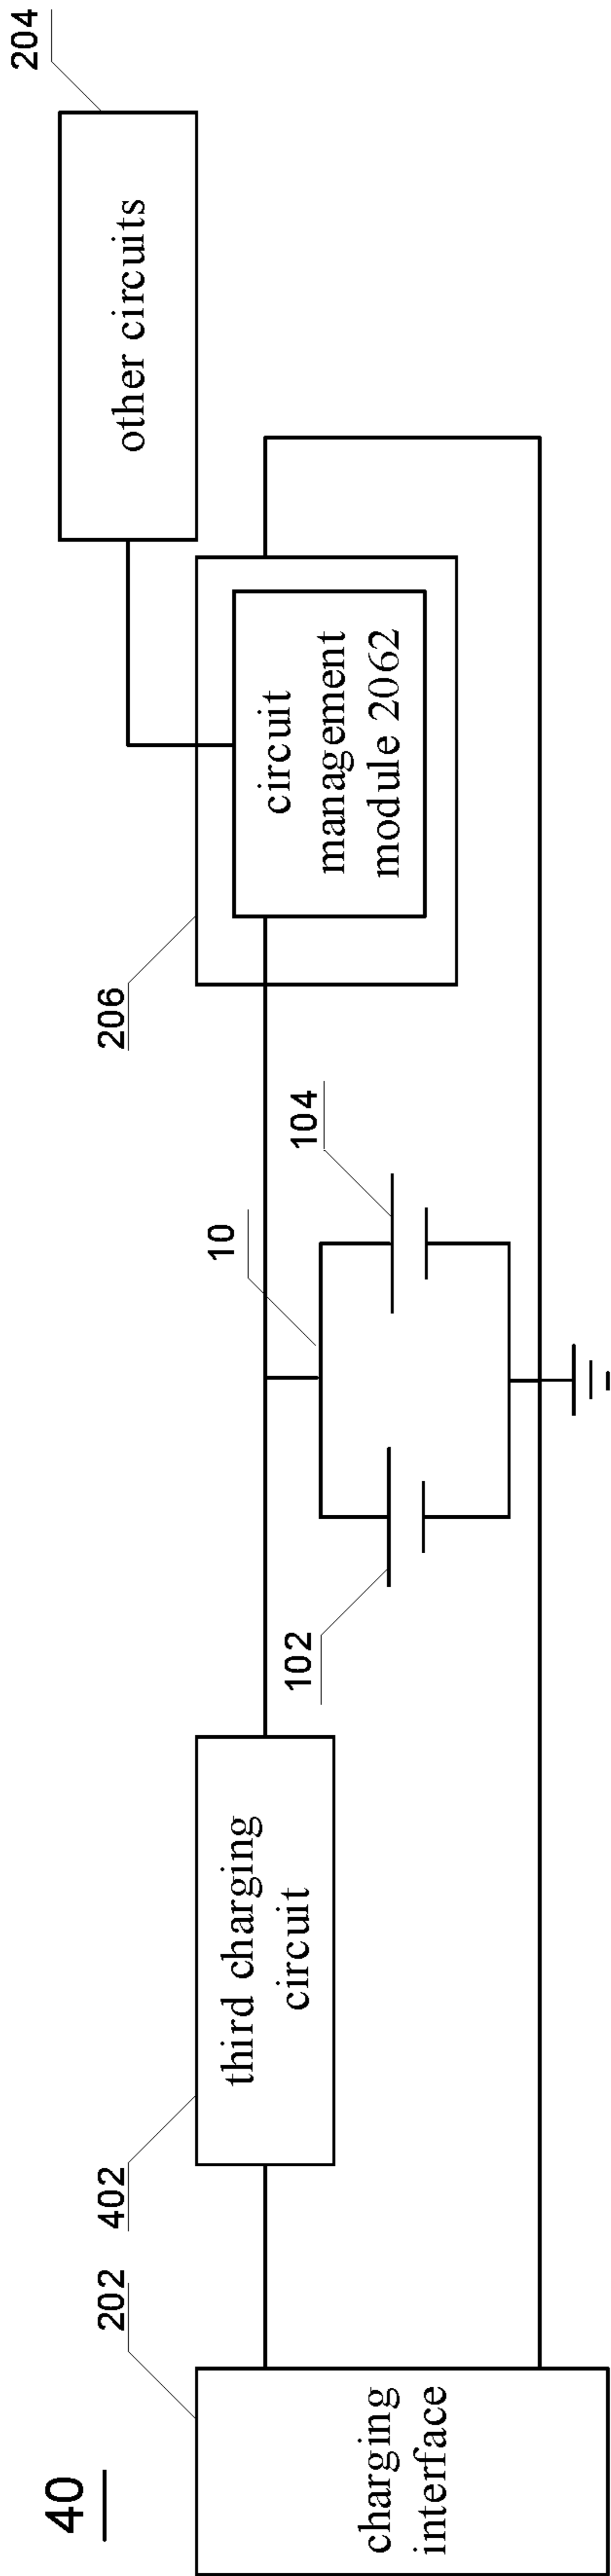 40
202
charging
interface
402
third charging
circuit
102
10
104
206
circuit
management
module 2062
other circuits
204